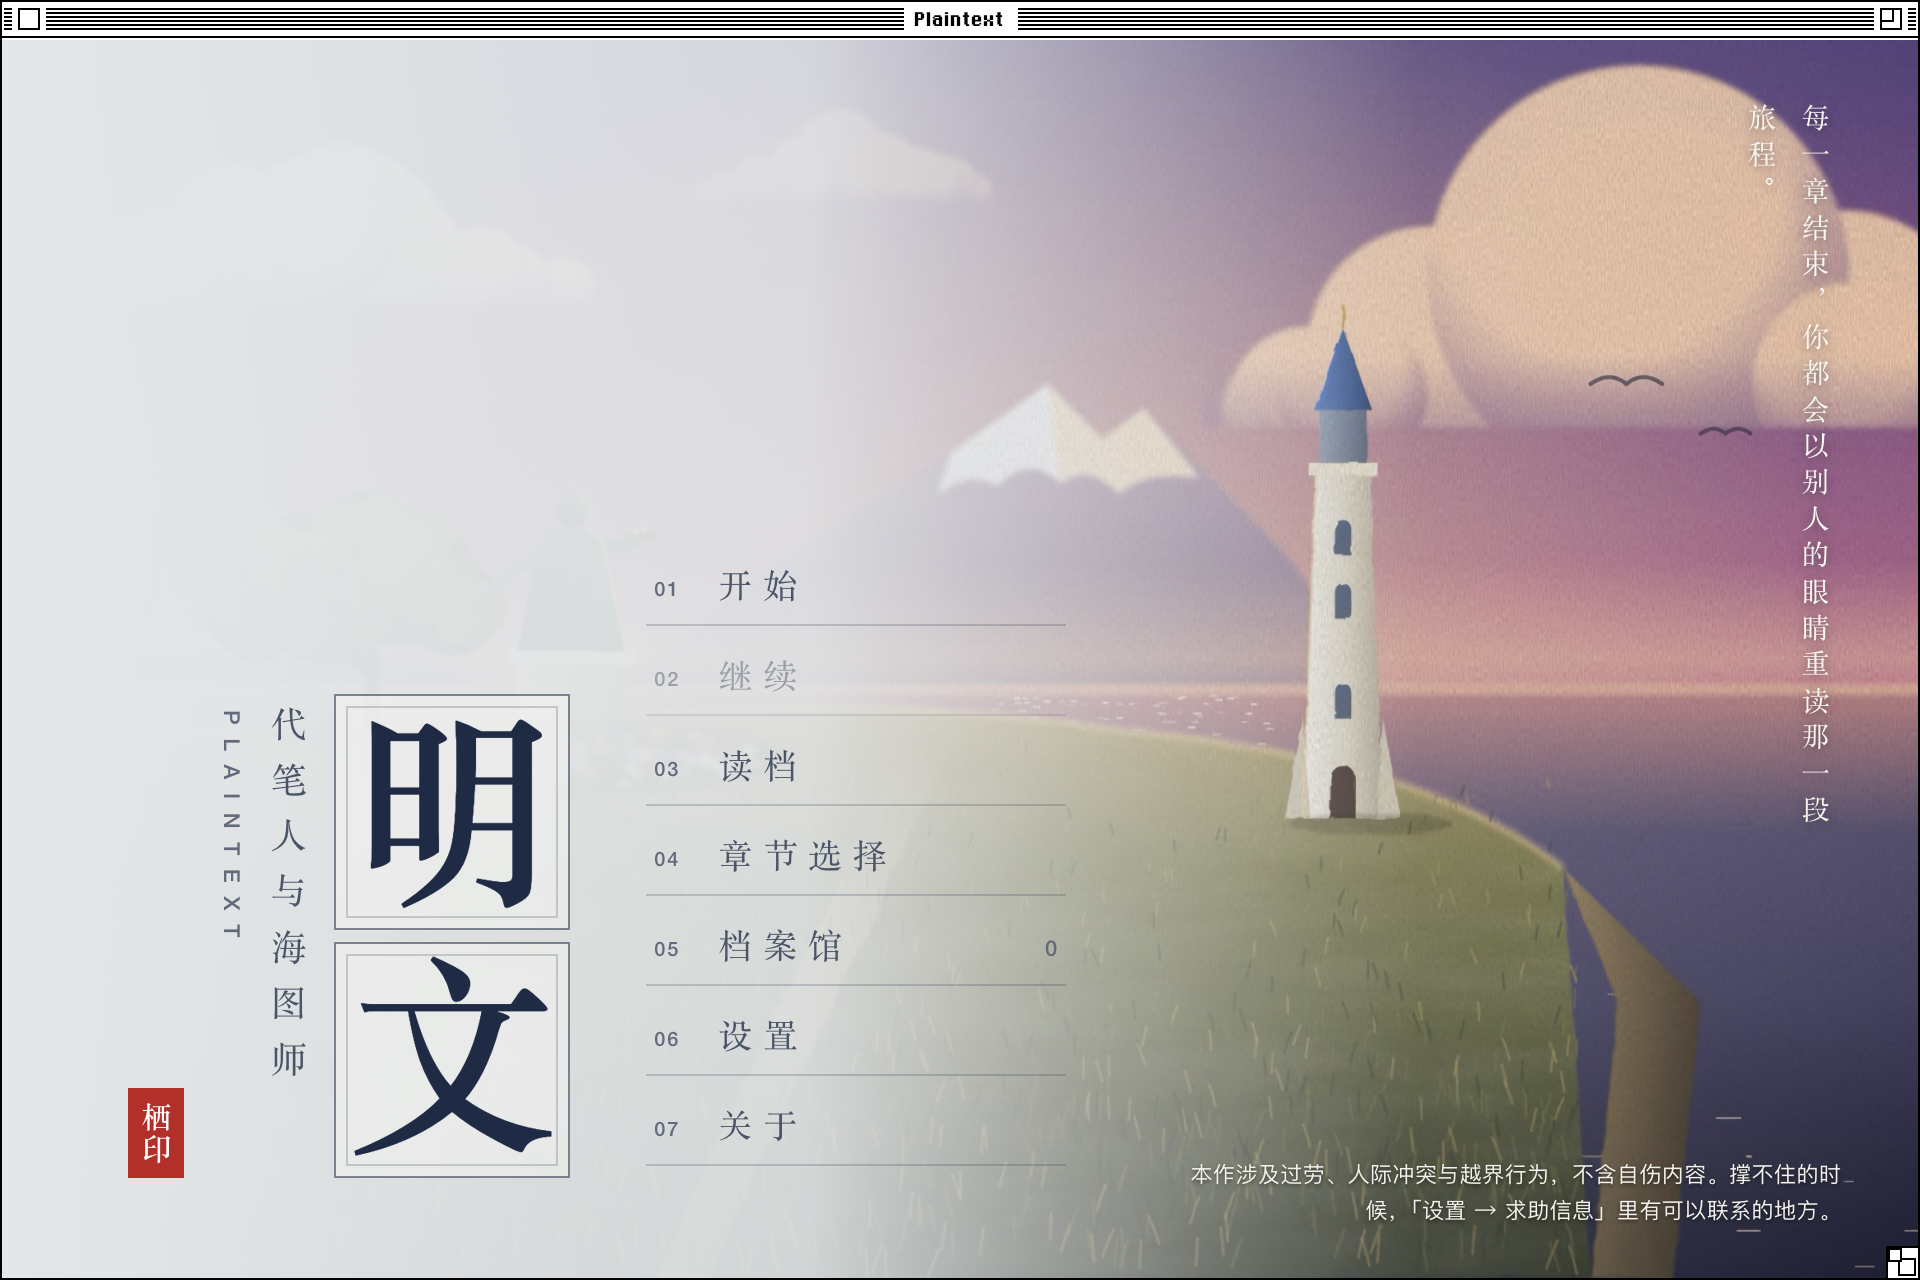 Plaintext
每一章结束，你都会以别人的眼睛重读那一段
旅程。
明文
代笔人与海图师
PLAINTEXT
栖印
01 开始
02 继续
03 读档
04 章节选择
05 档案馆 0
06 设置
07 关于
本作涉及过劳、人际冲突与越界行为，不含自伤内容。撑不住的时
候，「设置 → 求助信息」里有可以联系的地方。